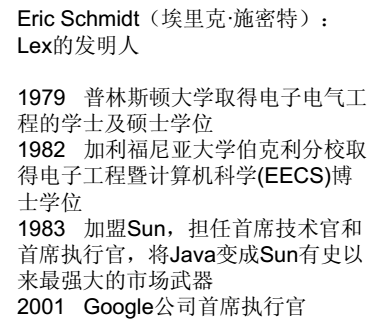 Eric Schmidt（埃里克·施密特）：
Lex的发明人
1979   普林斯顿大学取得电子电气工
程的学士及硕士学位
1982   加利福尼亚大学伯克利分校取
得电子工程暨计算机科学(EECS)博
士学位
1983   加盟Sun，担任首席技术官和
首席执行官，将Java变成Sun有史以
来最强大的市场武器
2001   Google公司首席执行官